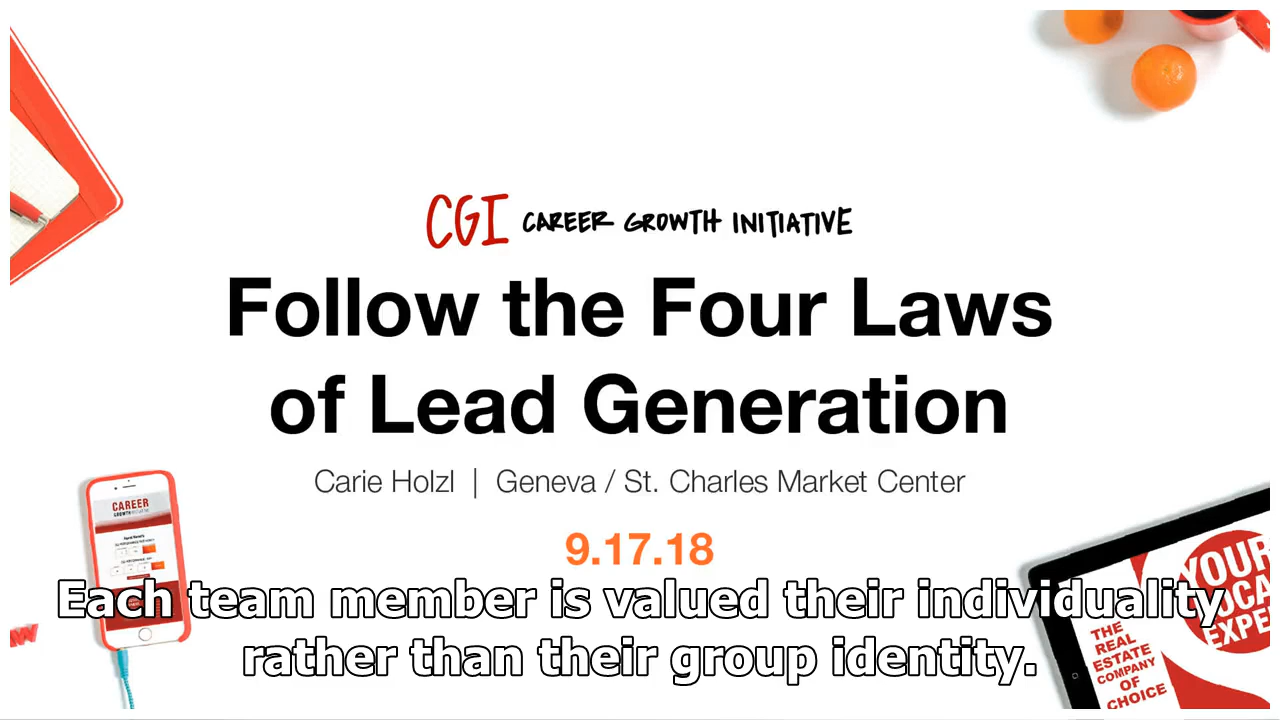 CGI CAREER GROWTH INITIATIVE
Follow the Four Laws
of Lead Generation
Carie Holzl | Geneva / St. Charles Market Center
9.17.18
Each team member is valued their individuality
rather than their group identity.
CAREER
YOUR
THE
REAL
ESTATE
COMPANY
OF
CHOICE